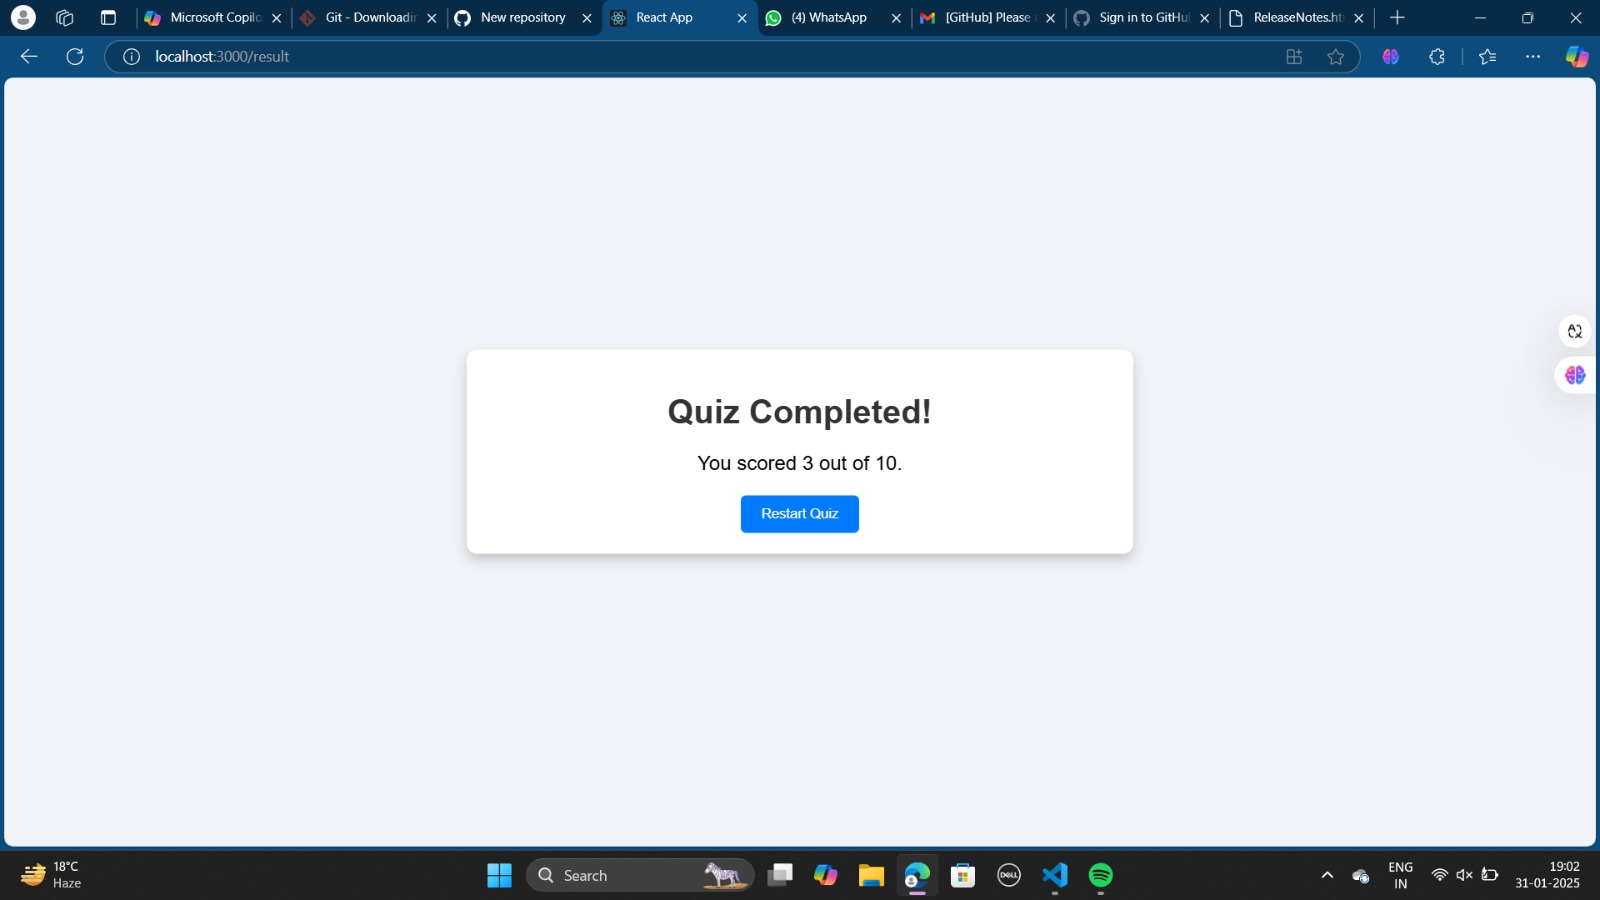 Microsoft Copilo
Git - Downloadin
New repository
React App
(4) WhatsApp
[GitHub] Please
Sign in to GitHu
ReleaseNotes.ht
localhost:3000/result
Quiz Completed!
You scored 3 out of 10.
Restart Quiz
18°C
Haze
Search
DELL
ENG
IN
19:02
31-01-2025